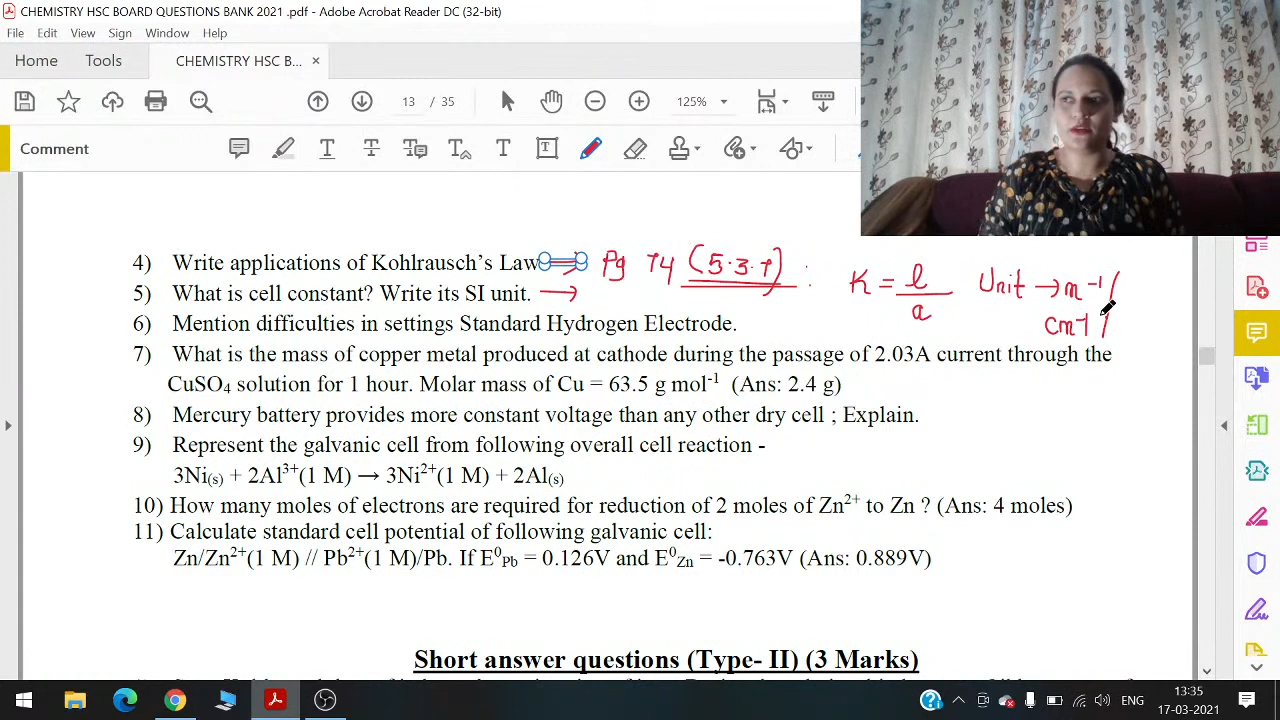 CHEMISTRY HSC BOARD QUESTIONS BANK 2021 .pdf - Adobe Acrobat Reader DC (32-bit)
File Edit View Sign Window Help
Home Tools CHEMISTRY HSC B... ×
13 / 35 125%
Comment
4) Write applications of Kohlrausch's Law → Pg 74 (5.3.7) :
5) What is cell constant? Write its SI unit. → K = l/a Unit → m⁻¹/
cm⁻¹/
6) Mention difficulties in settings Standard Hydrogen Electrode.
7) What is the mass of copper metal produced at cathode during the passage of 2.03A current through the
CuSO₄ solution for 1 hour. Molar mass of Cu = 63.5 g mol⁻¹ (Ans: 2.4 g)
8) Mercury battery provides more constant voltage than any other dry cell ; Explain.
9) Represent the galvanic cell from following overall cell reaction -
3Ni(s) + 2Al³⁺(1 M) → 3Ni²⁺(1 M) + 2Al(s)
10) How many moles of electrons are required for reduction of 2 moles of Zn²⁺ to Zn ? (Ans: 4 moles)
11) Calculate standard cell potential of following galvanic cell:
Zn/Zn²⁺(1 M) // Pb²⁺(1 M)/Pb. If E⁰Pb = 0.126V and E⁰Zn = -0.763V (Ans: 0.889V)
Short answer questions (Type- II) (3 Marks)
ENG 13:35
17-03-2021